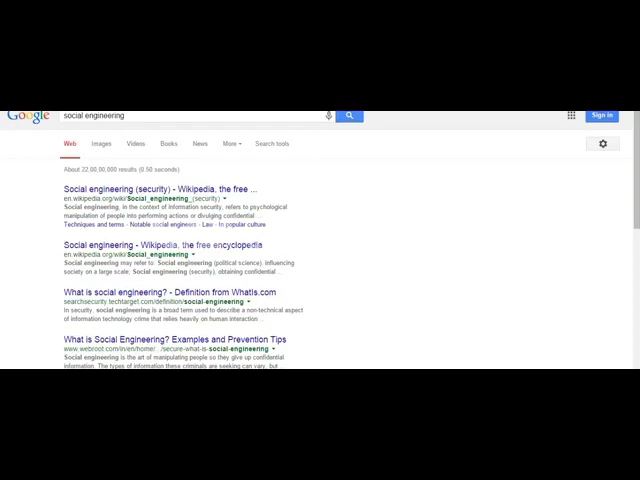 Google social engineering Sign in
Web Images Videos Books News More Search tools
About 22,00,00,000 results (0.50 seconds)
Social engineering (security) - Wikipedia, the free ...
en.wikipedia.org/wiki/Social_engineering_(security)
Social engineering, in the context of information security, refers to psychological
manipulation of people into performing actions or divulging confidential ...
Techniques and terms - Notable social engineers - Law - In popular culture
Social engineering - Wikipedia, the free encyclopedia
en.wikipedia.org/wiki/Social_engineering
Social engineering may refer to: Social engineering (political science), influencing
society on a large scale; Social engineering (security), obtaining confidential ...
What is social engineering? - Definition from WhatIs.com
searchsecurity.techtarget.com/definition/social-engineering
In security, social engineering is a broad term used to describe a non-technical aspect
of information technology crime that relies heavily on human interaction ...
What is Social Engineering? Examples and Prevention Tips
www.webroot.com/in/en/home/.../secure-what-is-social-engineering
Social engineering is the art of manipulating people so they give up confidential
information. The types of information these criminals are seeking can vary, but ...